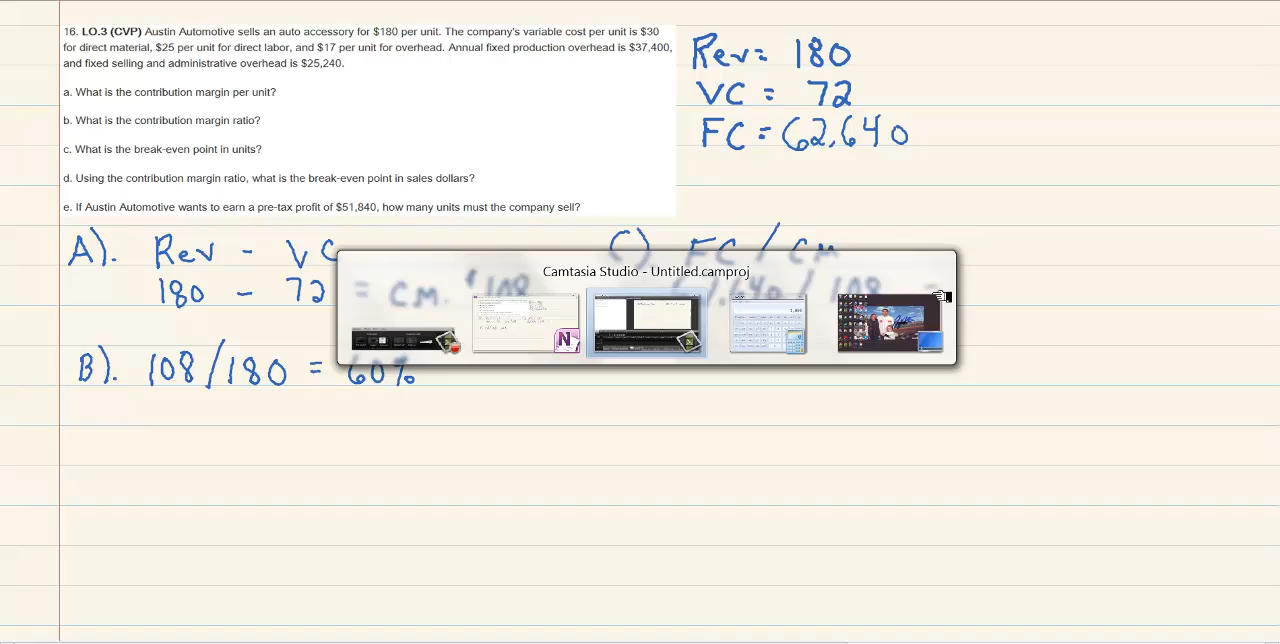 16. LO.3 (CVP) Austin Automotive sells an auto accessory for $180 per unit. The company's variable cost per unit is $30
for direct material, $25 per unit for direct labor, and $17 per unit for overhead. Annual fixed production overhead is $37,400,
and fixed selling and administrative overhead is $25,240.
a. What is the contribution margin per unit?
b. What is the contribution margin ratio?
c. What is the break-even point in units?
d. Using the contribution margin ratio, what is the break-even point in sales dollars?
e. If Austin Automotive wants to earn a pre-tax profit of $51,840, how many units must the company sell?
Rev = 180
VC = 72
FC = 62,640
A). Rev - VC
180 - 72 = CM. $108
B). 108/180 = 60%
C) FC / CM
640 / 108 =
Camtasia Studio - Untitled.camproj